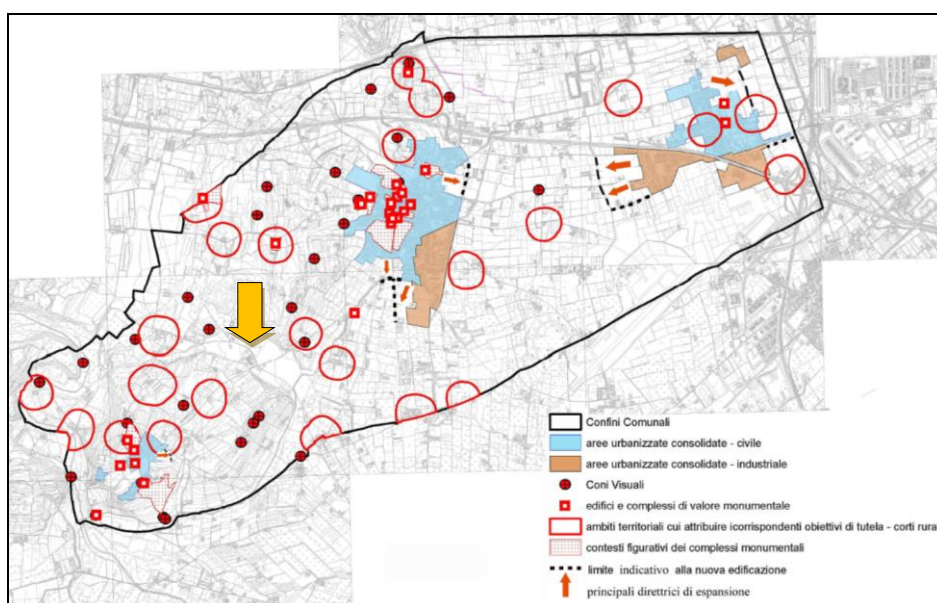 Confini Comunali
aree urbanizzate consolidate - civile
aree urbanizzate consolidate - industriale
Coni Visuali
edifici e complessi di valore monumentale
ambiti territoriali cui attribuire icorrispondenti obiettivi di tutela - corti rura
contesti figurativi dei complessi monumentali
limite indicativo alla nuova edificazione
principali direttrici di espansione